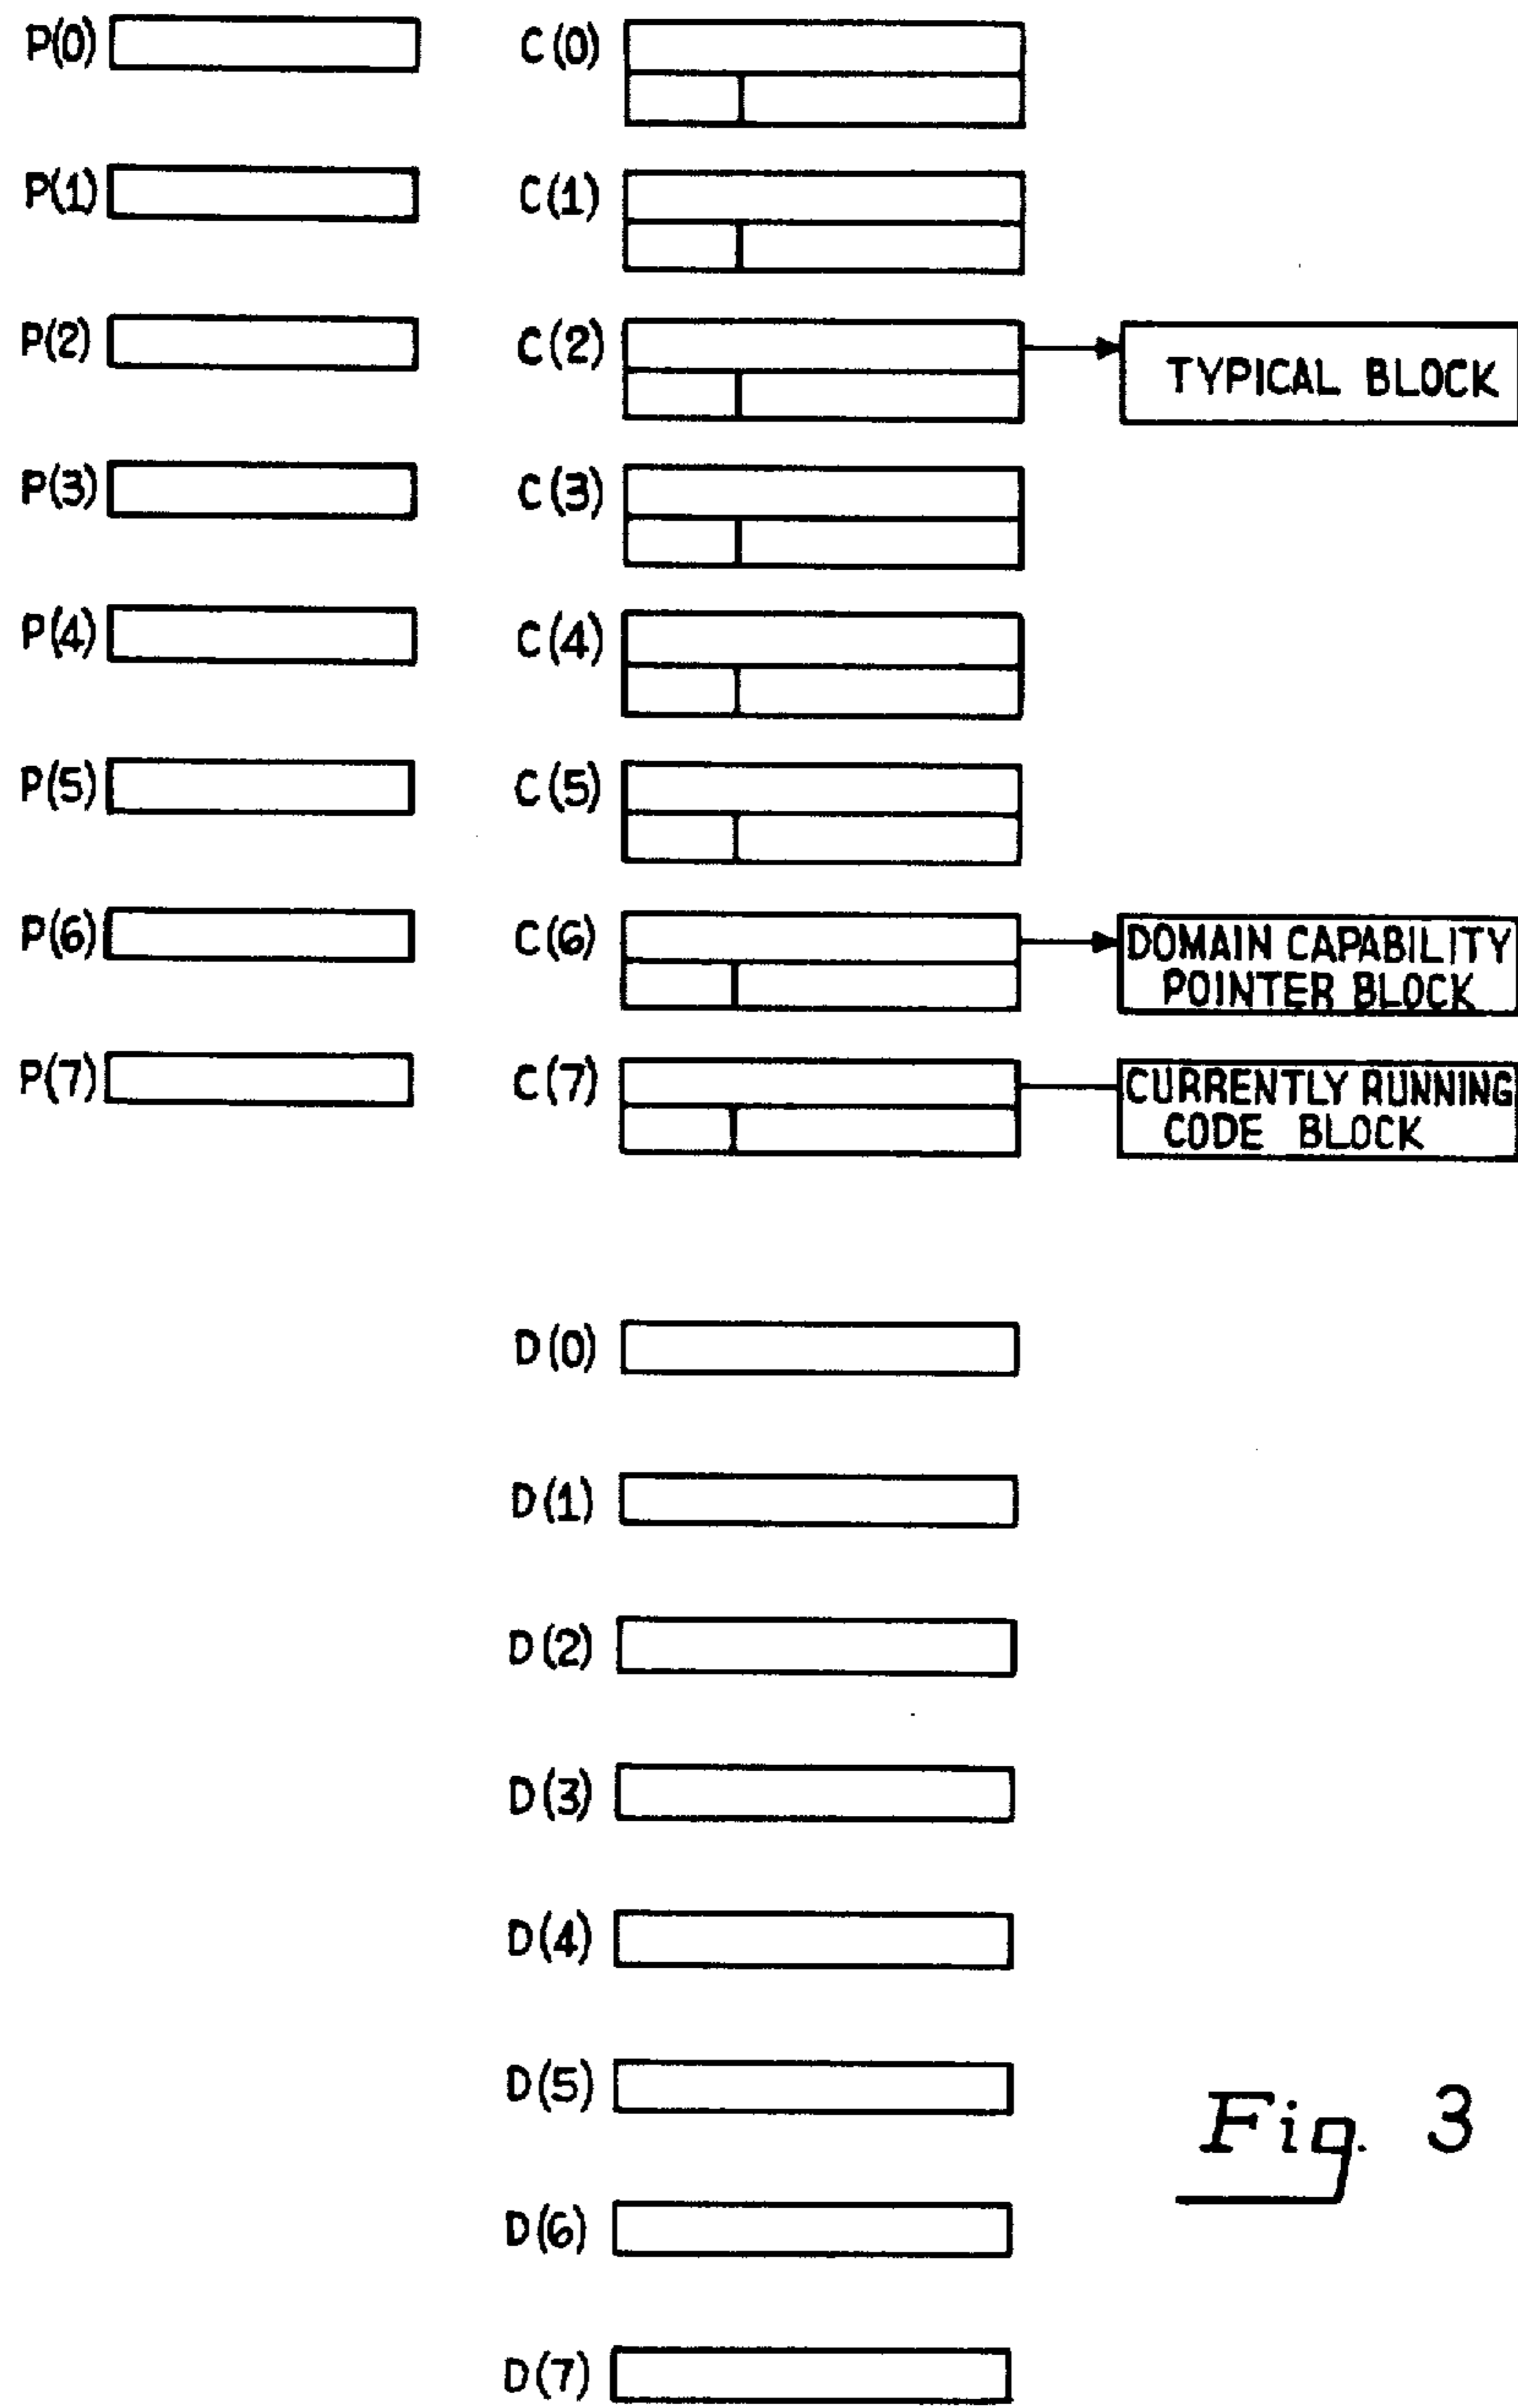 P(0) C(0)
P(1) C(1)
P(2) C(2) TYPICAL BLOCK
P(3) C(3)
P(4) C(4)
P(5) C(5)
P(6) C(6) DOMAIN CAPABILITY
POINTER BLOCK
P(7) C(7) CURRENTLY RUNNING
CODE BLOCK
D(0)
D(1)
D(2)
D(3)
D(4)
D(5)
Fig. 3
D(6)
D(7)